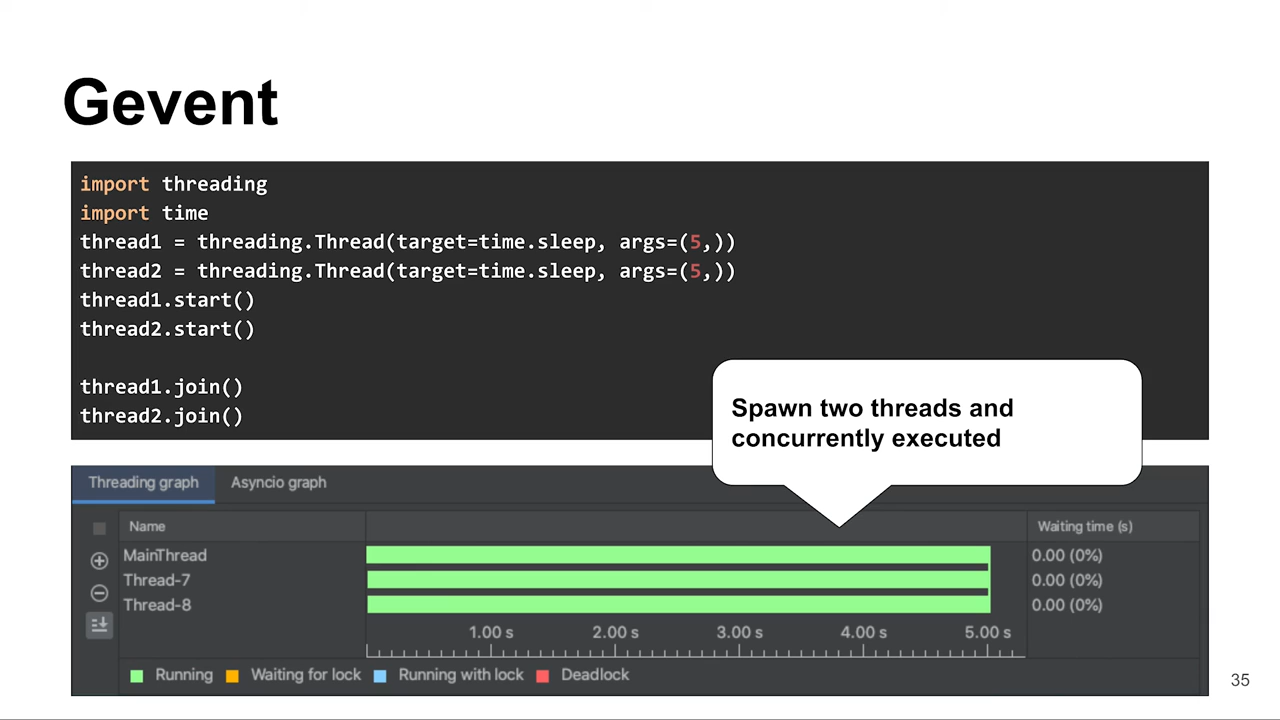 Gevent
import threading
import time
thread1 = threading.Thread(target=time.sleep, args=(5,))
thread2 = threading.Thread(target=time.sleep, args=(5,))
thread1.start()
thread2.start()
thread1.join()
thread2.join()
Spawn two threads and
concurrently executed
Threading graph Asyncio graph
Name Waiting time (s)
MainThread 0.00 (0%)
Thread-7 0.00 (0%)
Thread-8 0.00 (0%)
1.00 s 2.00 s 3.00 s 4.00 s 5.00 s
Running Waiting for lock Running with lock Deadlock
35